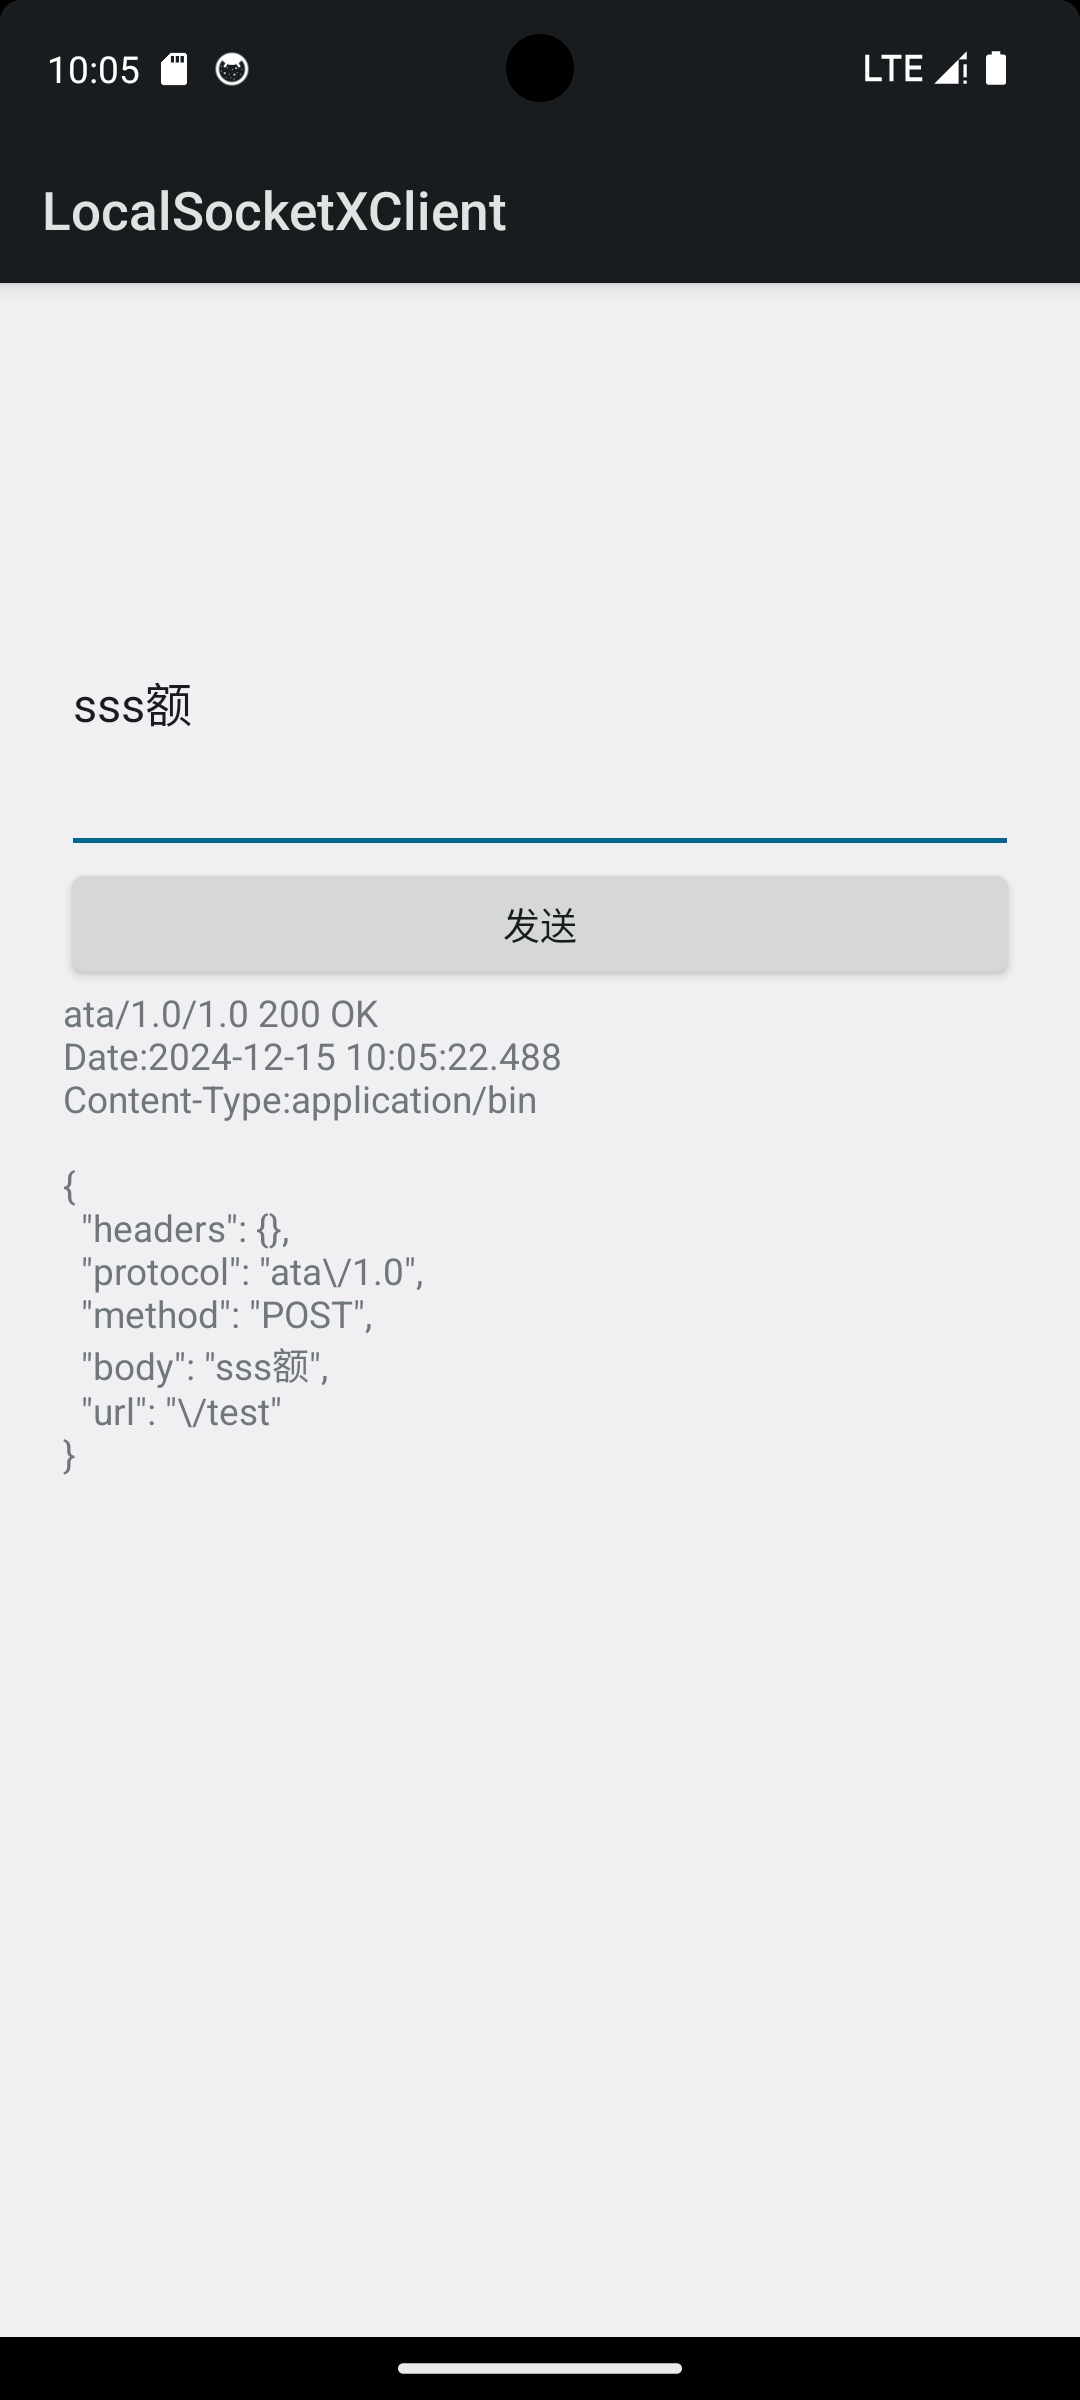 10:05
LTE
LocalSocketXClient
sss额
发送
ata/1.0/1.0 200 OK
Date:2024-12-15 10:05:22.488
Content-Type:application/bin
{
"headers": {},
"protocol": "ata\/1.0",
"method": "POST",
"body": "sss额",
"url": "\/test"
}